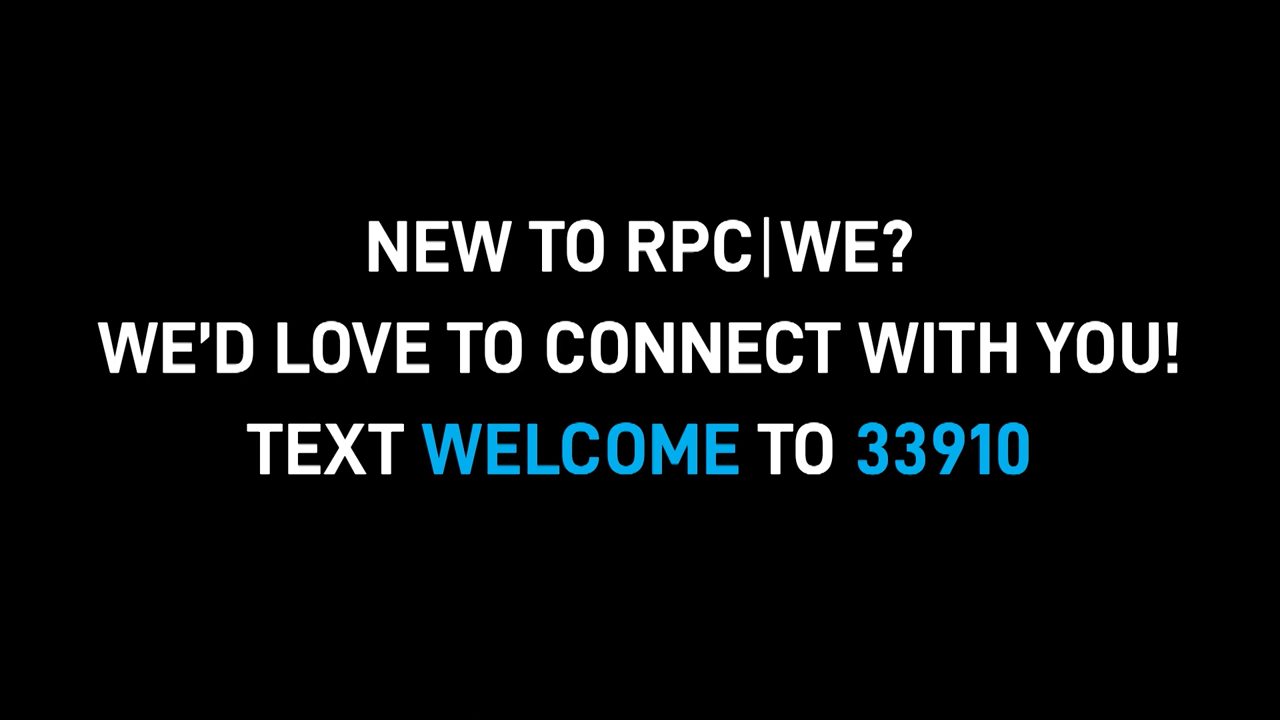 NEW TO RPC|WE?
WE’D LOVE TO CONNECT WITH YOU!
TEXT WELCOME TO 33910